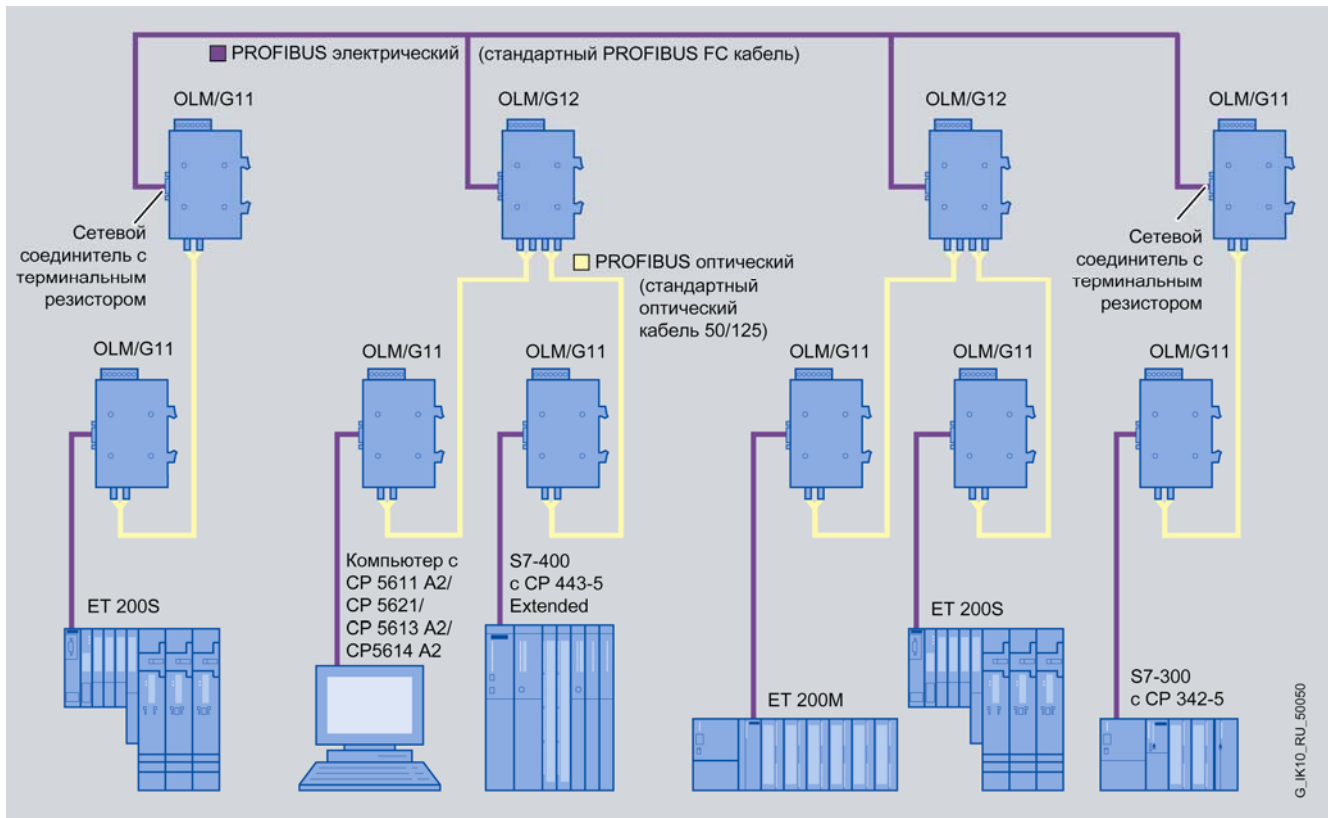 PROFIBUS электрический (стандартный PROFIBUS FC кабель)
OLM/G11
OLM/G12
OLM/G12
OLM/G11
Сетевой
соединитель с
терминальным
резистором
PROFIBUS оптический
(стандартный
оптический
кабель 50/125)
Сетевой
соединитель с
терминальным
резистором
OLM/G11
OLM/G11
OLM/G11
OLM/G11
OLM/G11
OLM/G11
ET 200S
Компьютер с
CP 5611 A2/
CP 5621/
CP 5613 A2/
CP5614 A2
S7-400
с CP 443-5
Extended
ET 200M
ET 200S
S7-300
с CP 342-5
G_IK10_RU_50050